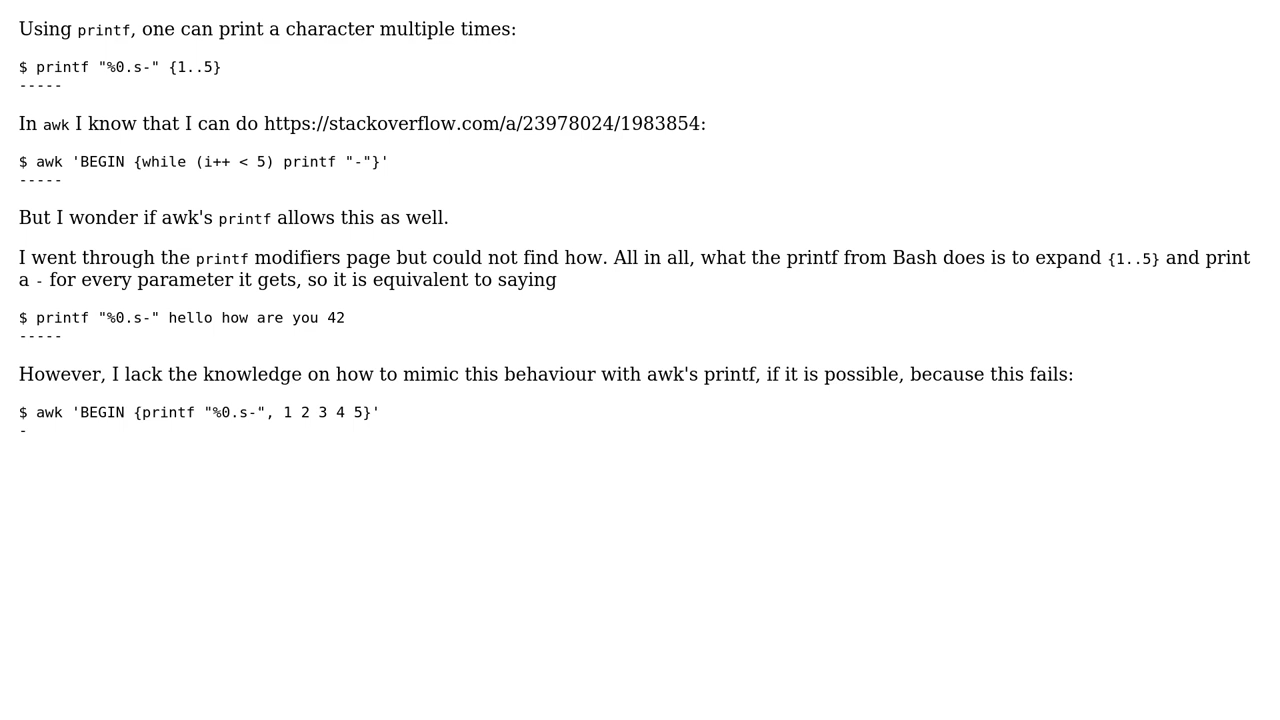 Using printf, one can print a character multiple times:
$ printf "%0.s-" {1..5}
-----
In awk I know that I can do https://stackoverflow.com/a/23978024/1983854:
$ awk 'BEGIN {while (i++ < 5) printf "-"}'
-----
But I wonder if awk's printf allows this as well.
I went through the printf modifiers page but could not find how. All in all, what the printf from Bash does is to expand {1..5} and print
a - for every parameter it gets, so it is equivalent to saying
$ printf "%0.s-" hello how are you 42
-----
However, I lack the knowledge on how to mimic this behaviour with awk's printf, if it is possible, because this fails:
$ awk 'BEGIN {printf "%0.s-", 1 2 3 4 5}'
-